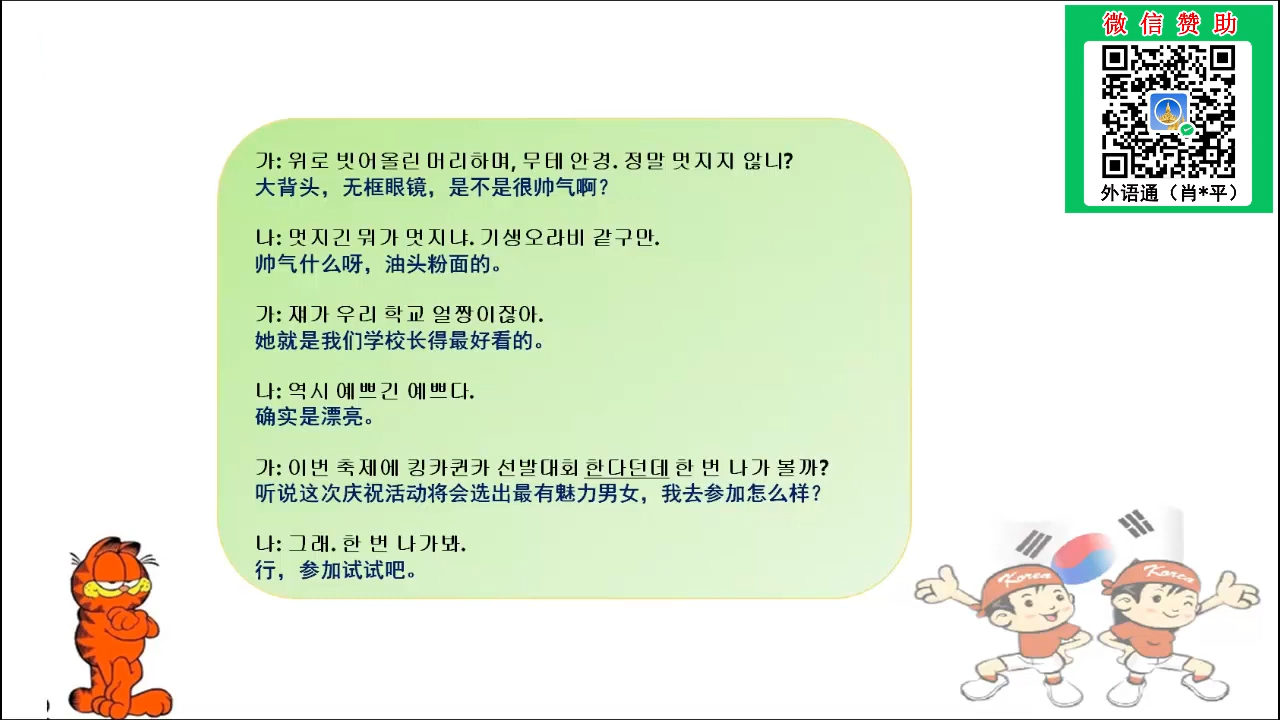 微信赞助
外语通（肖*平）
가: 위로 빗어올린 머리하며, 무테 안경. 정말 멋지지 않니?
大背头，无框眼镜，是不是很帅气啊？
나: 멋지긴 뭐가 멋지냐. 기생오라비 같구만.
帅气什么呀，油头粉面的。
가: 쟤가 우리 학교 얼짱이잖아.
她就是我们学校长得最好看的。
나: 역시 예쁘긴 예쁘다.
确实是漂亮。
가: 이번 축제에 킹카퀸카 선발대회 한다던데 한 번 나가 볼까?
听说这次庆祝活动将会选出最有魅力男女，我去参加怎么样？
나: 그래. 한 번 나가봐.
行，参加试试吧。
Korea
Korea